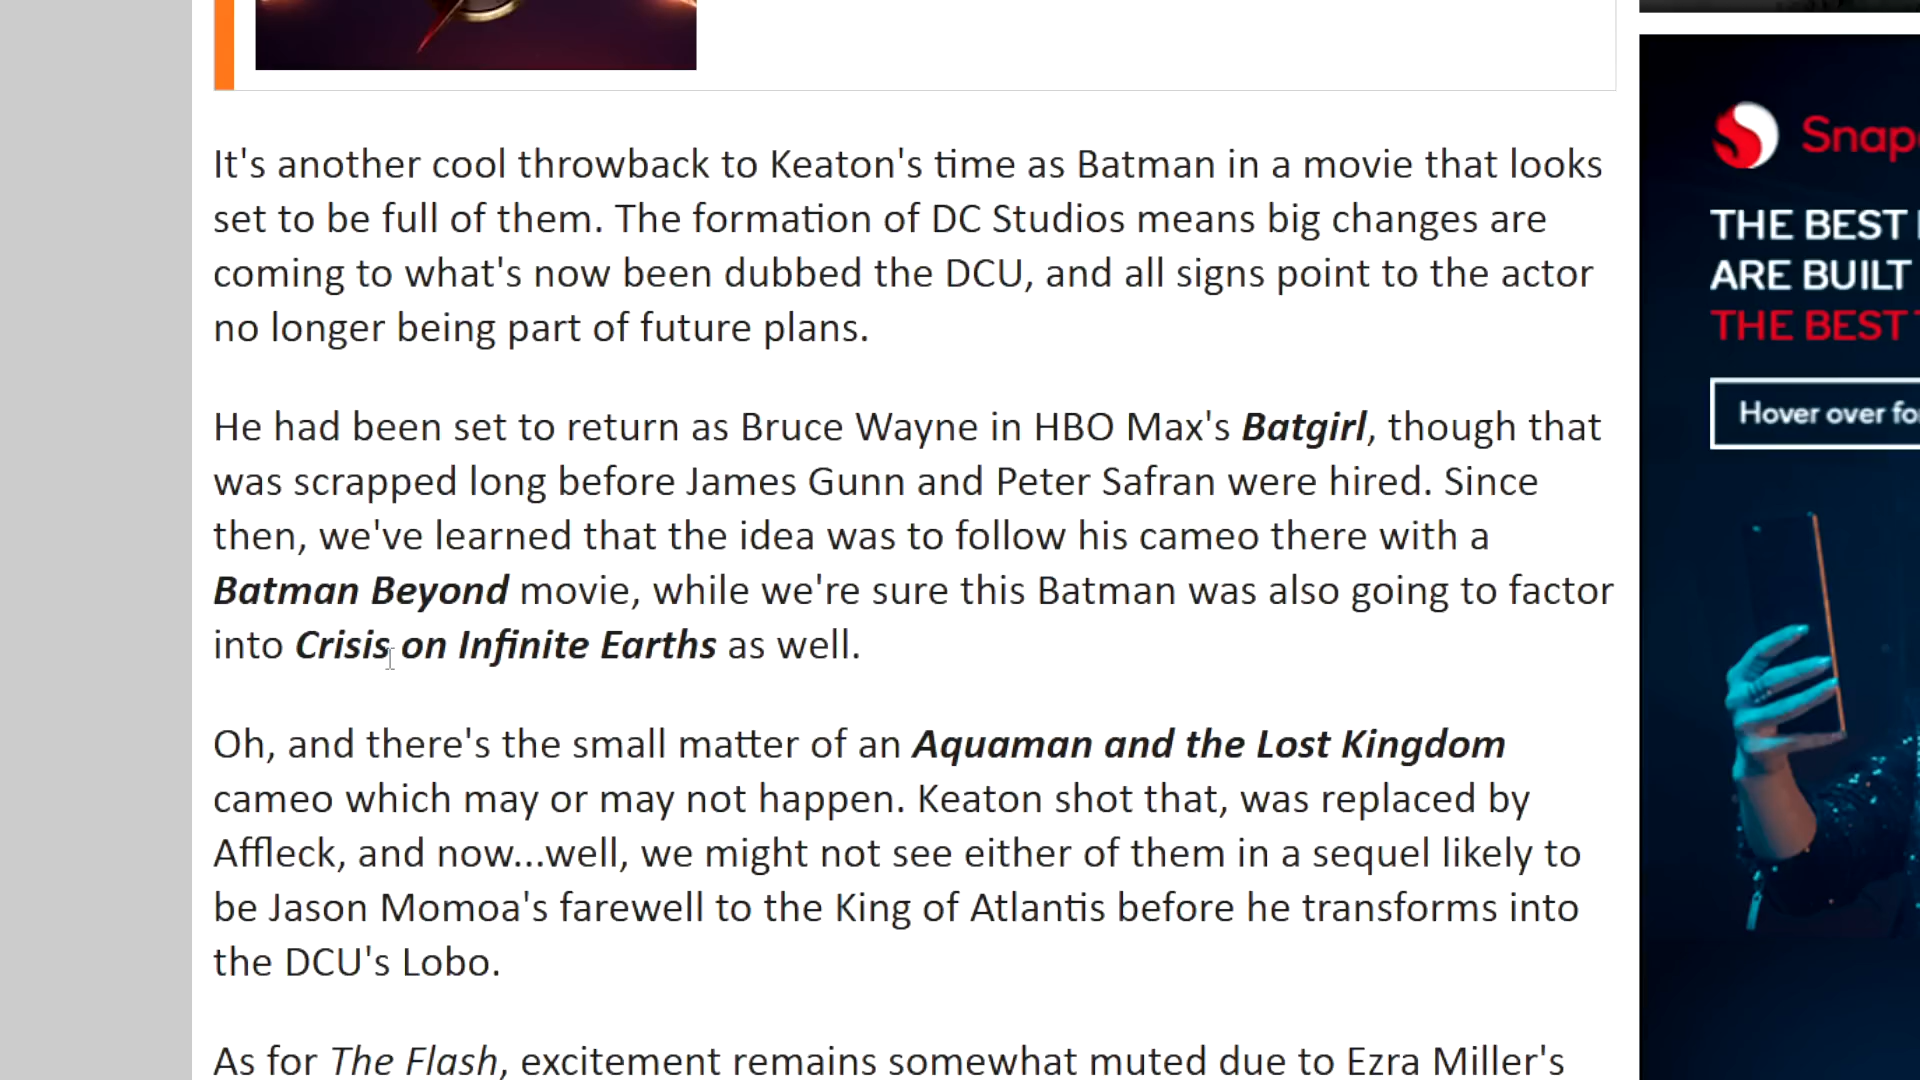 It's another cool throwback to Keaton's time as Batman in a movie that looks
set to be full of them. The formation of DC Studios means big changes are
coming to what's now been dubbed the DCU, and all signs point to the actor
no longer being part of future plans.
He had been set to return as Bruce Wayne in HBO Max's Batgirl, though that
was scrapped long before James Gunn and Peter Safran were hired. Since
then, we've learned that the idea was to follow his cameo there with a
Batman Beyond movie, while we're sure this Batman was also going to factor
into Crisis on Infinite Earths as well.
Oh, and there's the small matter of an Aquaman and the Lost Kingdom
cameo which may or may not happen. Keaton shot that, was replaced by
Affleck, and now...well, we might not see either of them in a sequel likely to
be Jason Momoa's farewell to the King of Atlantis before he transforms into
the DCU's Lobo.
As for The Flash, excitement remains somewhat muted due to Ezra Miller's
Snap
THE BEST
ARE BUILT
THE BEST
Hover over fo